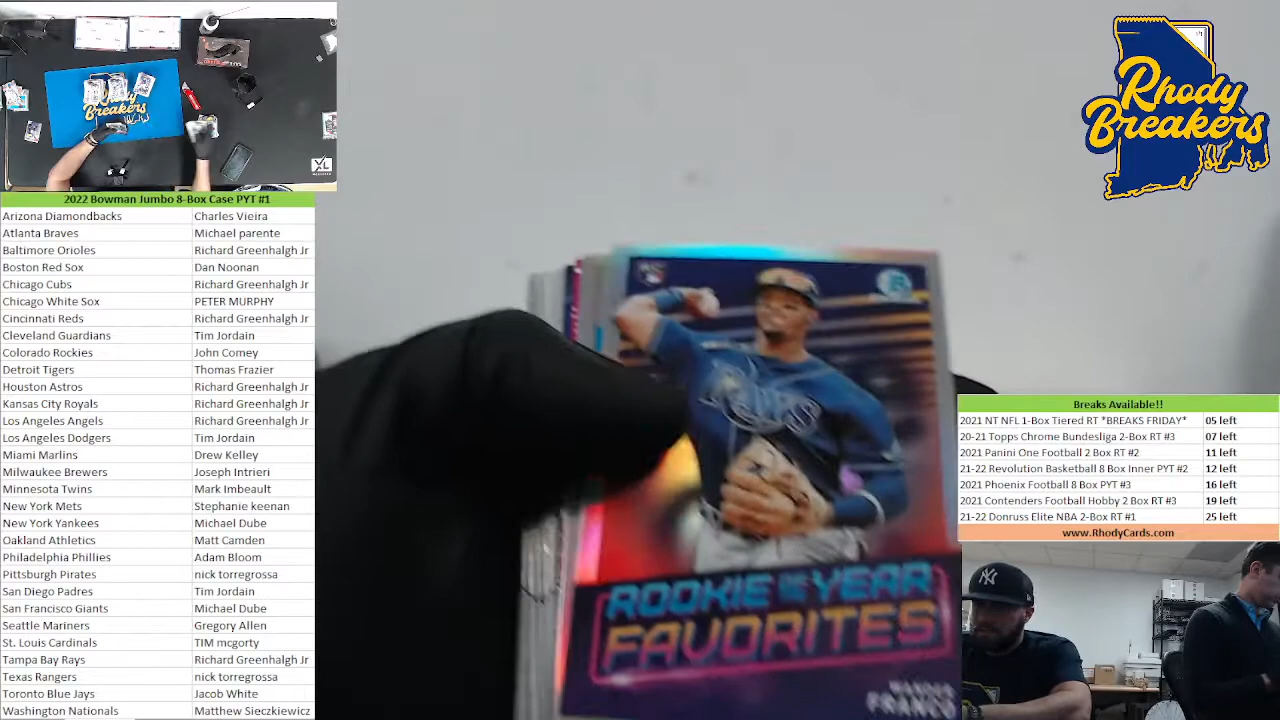 Rhody
Breakers
Rhody
Breakers
XL
2022 Bowman Jumbo 8-Box Case PYT #1
Arizona Diamondbacks Charles Vieira
Atlanta Braves Michael parente
Baltimore Orioles Richard Greenhalgh Jr
Boston Red Sox Dan Noonan
Chicago Cubs Richard Greenhalgh Jr
Chicago White Sox PETER MURPHY
Cincinnati Reds Richard Greenhalgh Jr
Cleveland Guardians Tim Jordain
Colorado Rockies John Comey
Detroit Tigers Thomas Frazier
Houston Astros Richard Greenhalgh Jr
Kansas City Royals Richard Greenhalgh Jr
Los Angeles Angels Richard Greenhalgh Jr
Los Angeles Dodgers Tim Jordain
Miami Marlins Drew Kelley
Milwaukee Brewers Joseph Intrieri
Minnesota Twins Mark Imbeault
New York Mets Stephanie keenan
New York Yankees Michael Dube
Oakland Athletics Matt Camden
Philadelphia Phillies Adam Bloom
Pittsburgh Pirates nick torregrossa
San Diego Padres Tim Jordain
San Francisco Giants Michael Dube
Seattle Mariners Gregory Allen
St. Louis Cardinals TIM mcgorty
Tampa Bay Rays Richard Greenhalgh Jr
Texas Rangers nick torregrossa
Toronto Blue Jays Jacob White
Washington Nationals Matthew Sieczkiewicz
RAYS
ROOKIE OF THE YEAR
FAVORITES
WANDER
FRANCO
Breaks Available!!
2021 NT NFL 1-Box Tiered RT *BREAKS FRIDAY* 05 left
20-21 Topps Chrome Bundesliga 2-Box RT #3 07 left
2021 Panini One Football 2 Box RT #2 11 left
21-22 Revolution Basketball 8 Box Inner PYT #2 12 left
2021 Phoenix Football 8 Box PYT #3 16 left
2021 Contenders Football Hobby 2 Box RT #3 19 left
21-22 Donruss Elite NBA 2-Box RT #1 25 left
www.RhodyCards.com